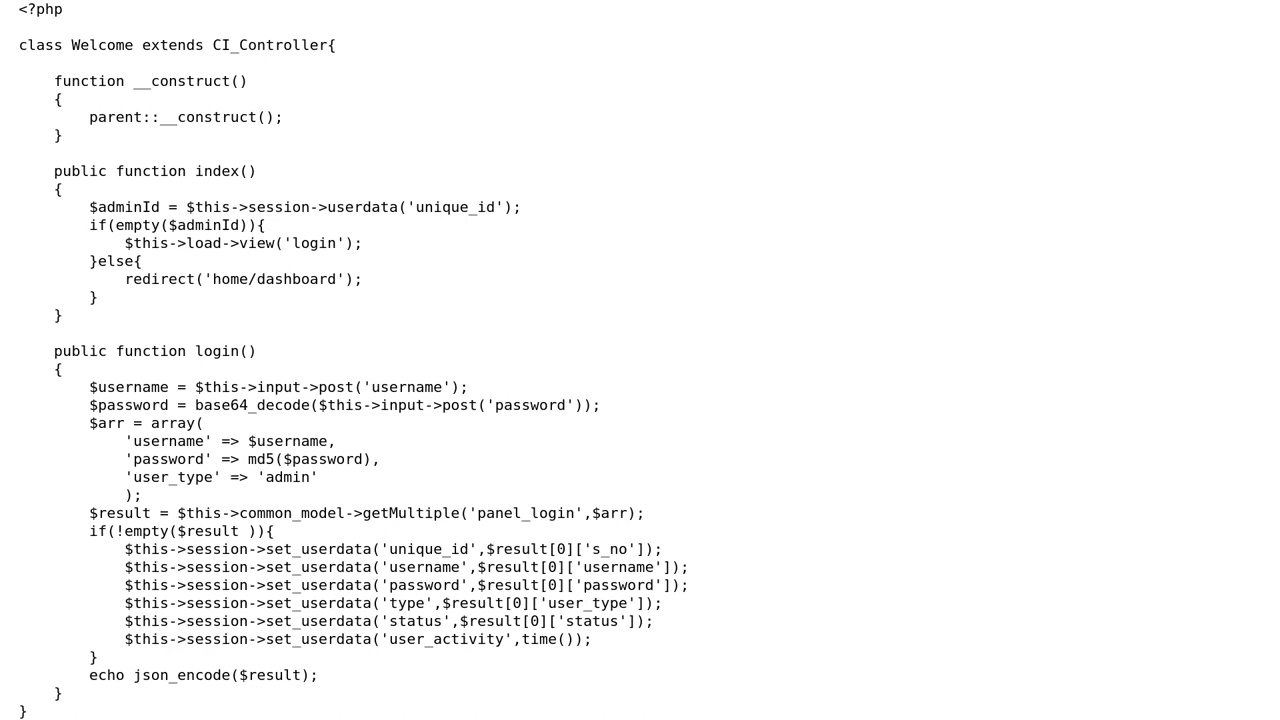 <?php

class Welcome extends CI_Controller{

    function __construct()
    {
        parent::__construct();
    }

    public function index()
    {
        $adminId = $this->session->userdata('unique_id');
        if(empty($adminId)){
            $this->load->view('login');
        }else{
            redirect('home/dashboard');
        }
    }

    public function login()
    {
        $username = $this->input->post('username');
        $password = base64_decode($this->input->post('password'));
        $arr = array(
            'username' => $username,
            'password' => md5($password),
            'user_type' => 'admin'
            );
        $result = $this->common_model->getMultiple('panel_login',$arr);
        if(!empty($result )){
            $this->session->set_userdata('unique_id',$result[0]['s_no']);
            $this->session->set_userdata('username',$result[0]['username']);
            $this->session->set_userdata('password',$result[0]['password']);
            $this->session->set_userdata('type',$result[0]['user_type']);
            $this->session->set_userdata('status',$result[0]['status']);
            $this->session->set_userdata('user_activity',time());
        }
        echo json_encode($result);
    }
}